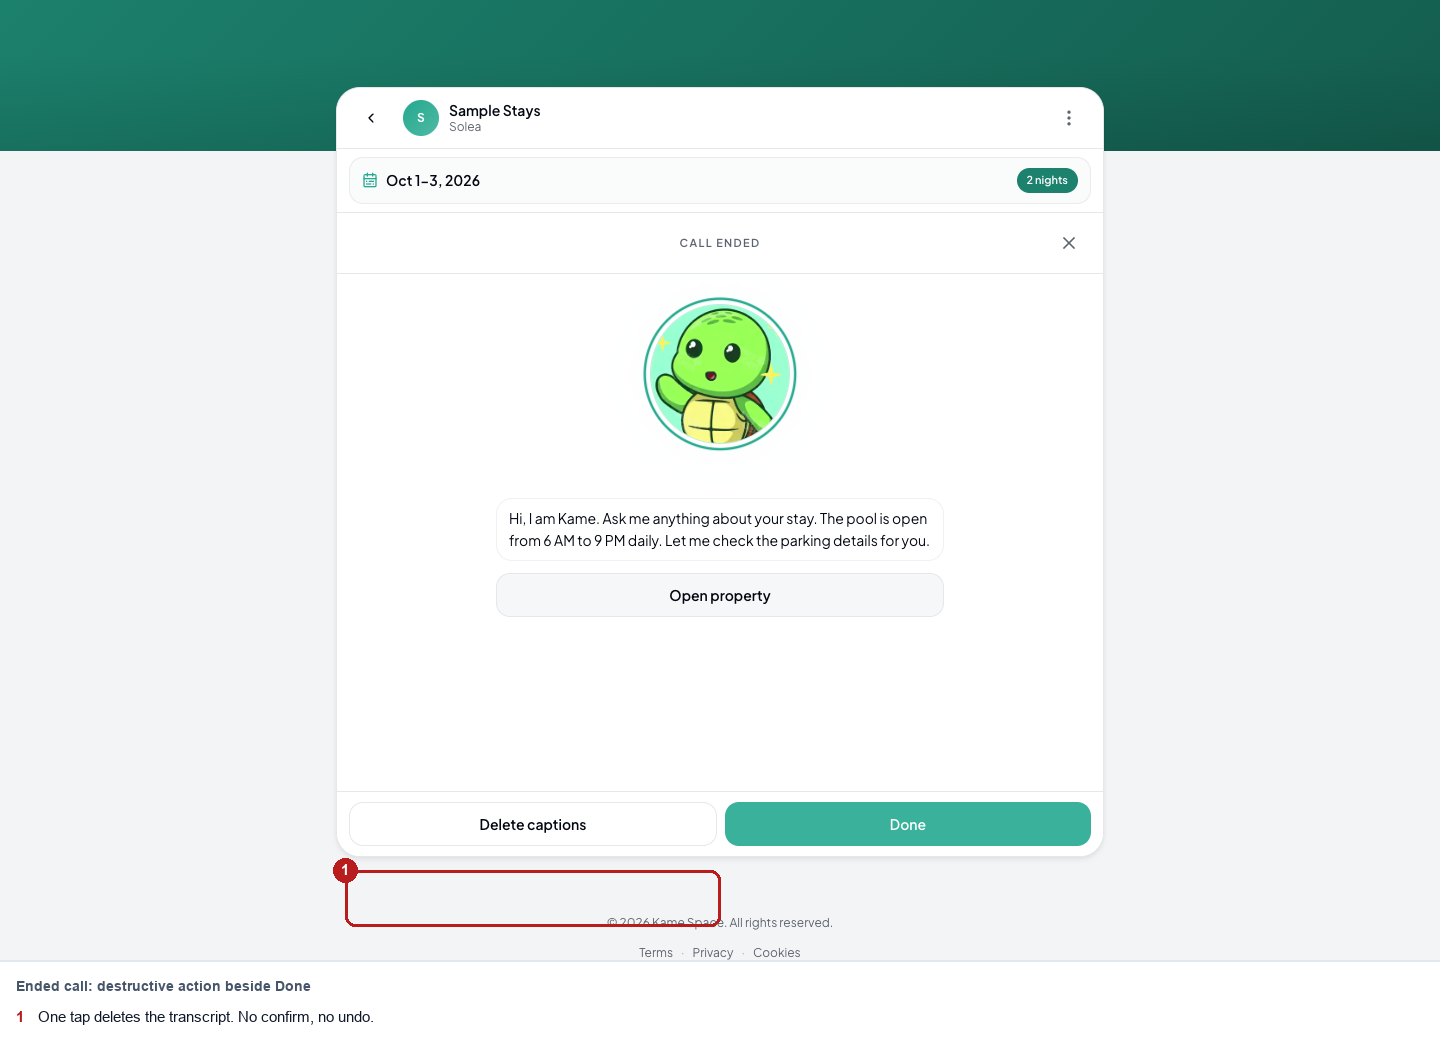 S
Sample Stays
Solea
Oct 1–3, 2026
2 nights
CALL ENDED
Hi, I am Kame. Ask me anything about your stay. The pool is open
from 6 AM to 9 PM daily. Let me check the parking details for you.
Open property
Delete captions
Done
1
© 2026 Kame Space. All rights reserved.
Terms · Privacy · Cookies
Ended call: destructive action beside Done
1 One tap deletes the transcript. No confirm, no undo.